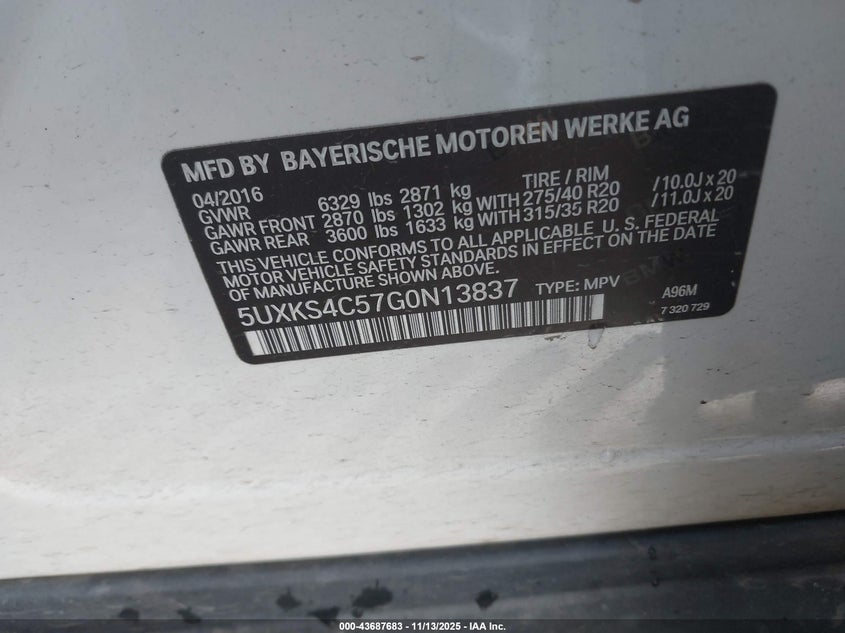 MFD BY BAYERISCHE MOTOREN WERKE AG
04/2016 TIRE / RIM
GVWR 6329 lbs 2871 kg
GAWR FRONT 2870 lbs 1302 kg WITH 275/40 R20 /10.0J x 20
GAWR REAR 3600 lbs 1633 kg WITH 315/35 R20 /11.0J x 20
THIS VEHICLE CONFORMS TO ALL APPLICABLE U. S. FEDERAL
MOTOR VEHICLE SAFETY STANDARDS IN EFFECT ON THE DATE
OF MANUFACTURE SHOWN ABOVE.
5UXKS4C57G0N13837 TYPE: MPV A96M
7 320 729
000-43687683 | 11/13/2025 - IAA Inc.